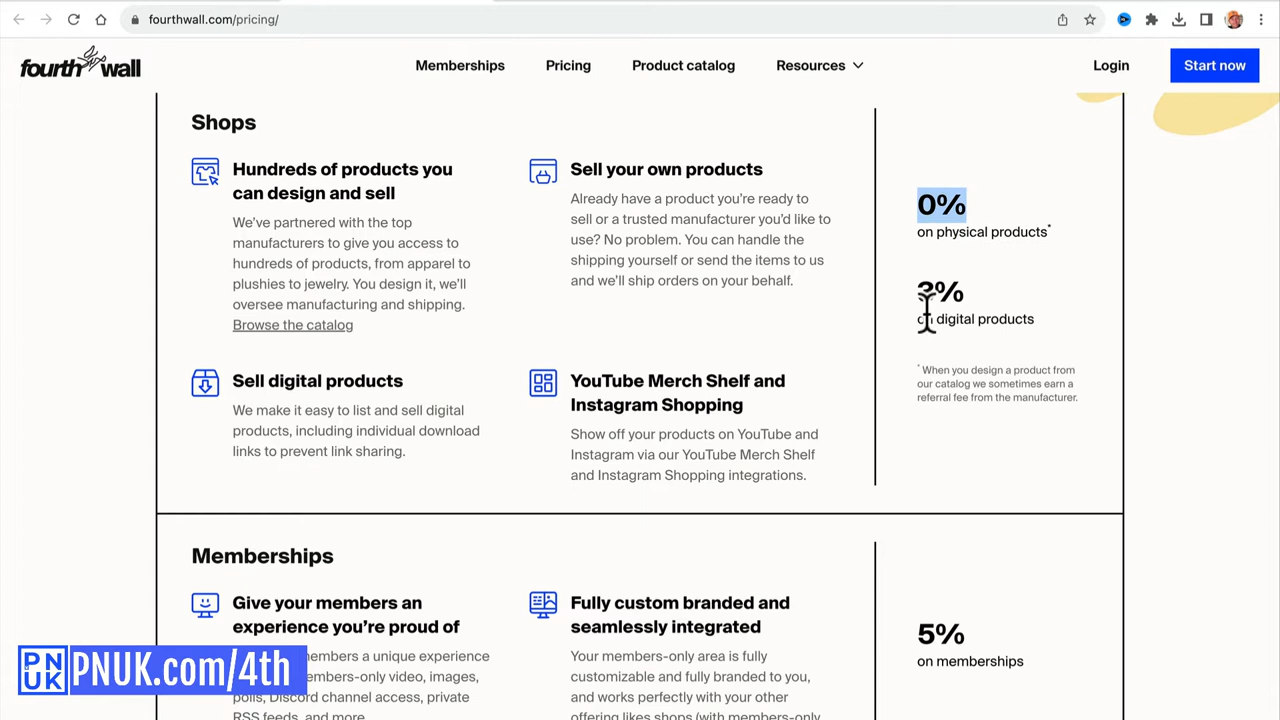 fourthwall.com/pricing/
fourthwall
Memberships
Pricing
Product catalog
Resources
Login
Start now
Shops
Hundreds of products you
can design and sell
We've partnered with the top
manufacturers to give you access to
hundreds of products, from apparel to
plushies to jewelry. You design it, we'll
oversee manufacturing and shipping.
Browse the catalog
Sell your own products
Already have a product you're ready to
sell or a trusted manufacturer you'd like to
use? No problem. You can handle the
shipping yourself or send the items to us
and we'll ship orders on your behalf.
0%
on physical products*
3%
on digital products
* When you design a product from
our catalog we sometimes earn a
referral fee from the manufacturer.
Sell digital products
We make it easy to list and sell digital
products, including individual download
links to prevent link sharing.
YouTube Merch Shelf and
Instagram Shopping
Show off your products on YouTube and
Instagram via our YouTube Merch Shelf
and Instagram Shopping integrations.
Memberships
Give your members an
experience you're proud of
members a unique experience
members-only video, images,
polls, Discord channel access, private
RSS feeds, and more.
Fully custom branded and
seamlessly integrated
Your members-only area is fully
customizable and fully branded to you,
and works perfectly with your other
offering likes shops (with members-only
5%
on memberships
PN
UK
PNUK.com/4th